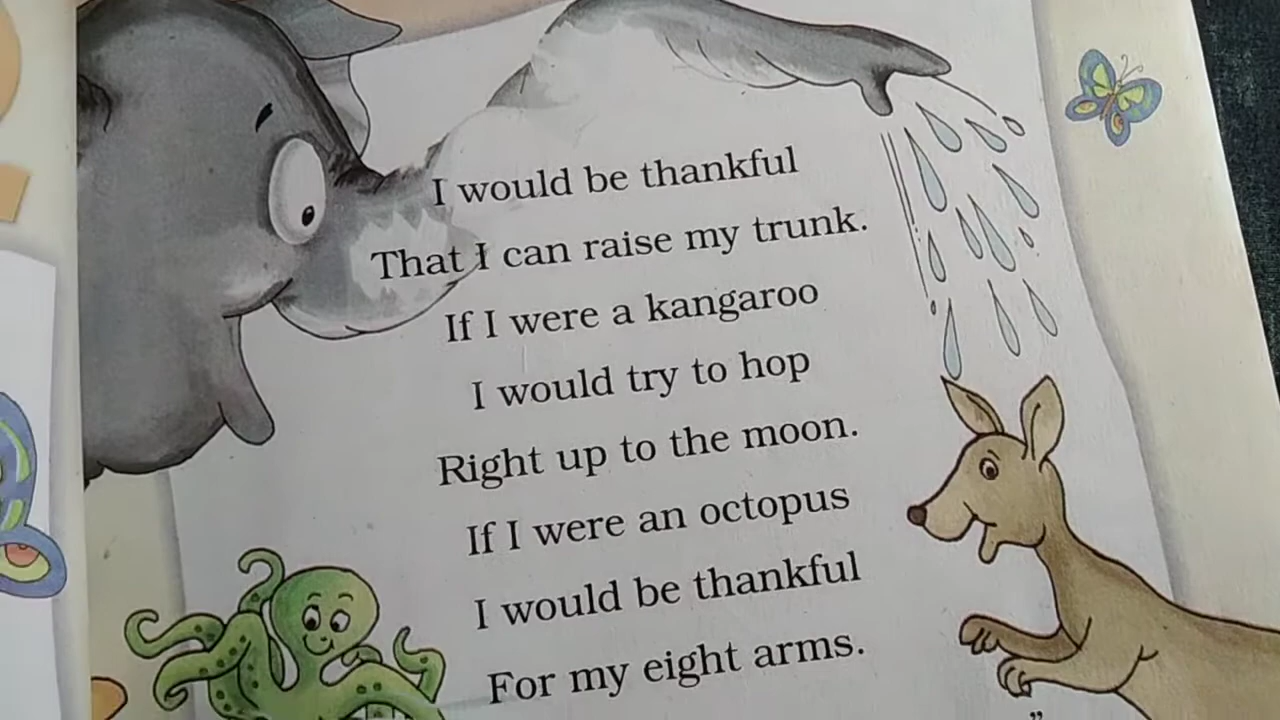 I would be thankful
That I can raise my trunk.
If I were a kangaroo
I would try to hop
Right up to the moon.
If I were an octopus
I would be thankful
For my eight arms.
”